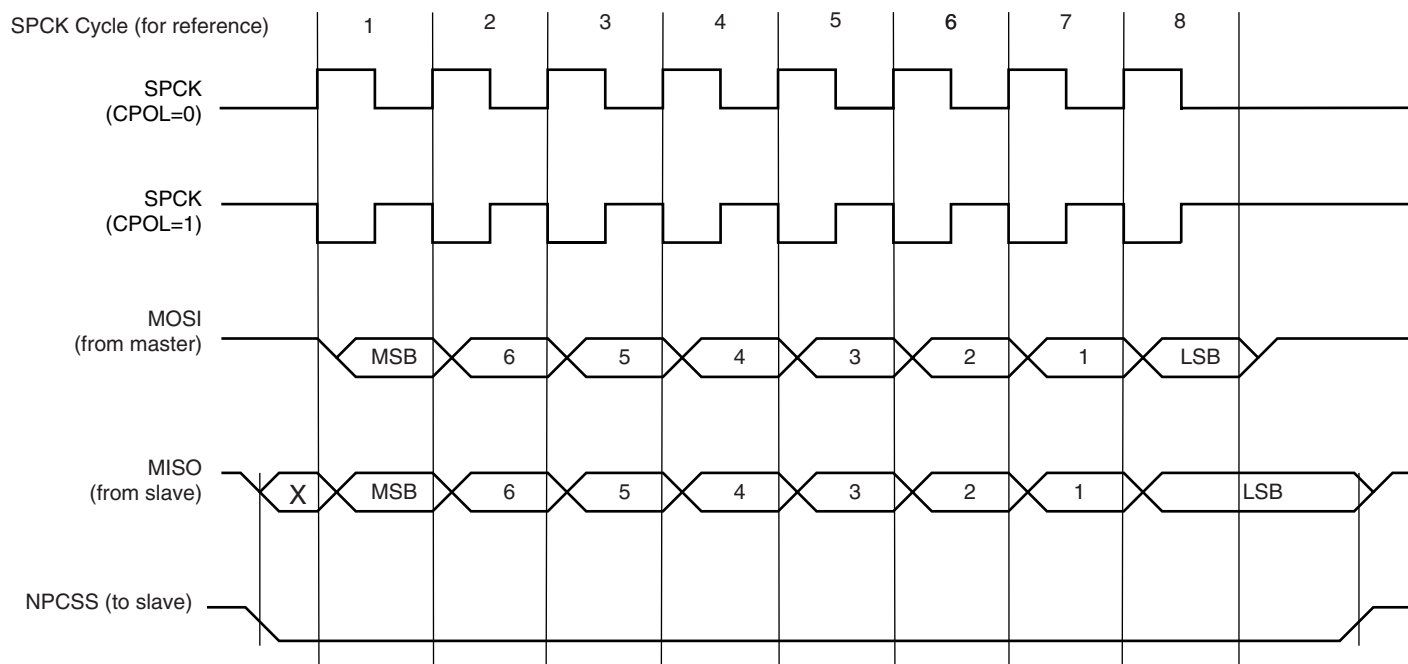 SPCK Cycle (for reference) 1 2 3 4 5 6 7 8
SPCK
(CPOL=0)
SPCK
(CPOL=1)
MOSI
(from master)
MSB 6 5 4 3 2 1 LSB
MISO
(from slave)
X MSB 6 5 4 3 2 1 LSB
NPCSS (to slave)